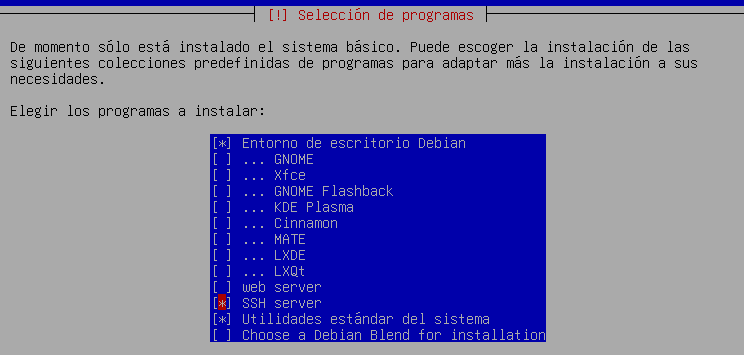 [!] Selección de programas
De momento sólo está instalado el sistema básico. Puede escoger la instalación de las
siguientes colecciones predefinidas de programas para adaptar más la instalación a sus
necesidades.
Elegir los programas a instalar:
[*] Entorno de escritorio Debian
[ ] ... GNOME
[ ] ... Xfce
[ ] ... GNOME Flashback
[ ] ... KDE Plasma
[ ] ... Cinnamon
[ ] ... MATE
[ ] ... LXDE
[ ] ... LXQt
[ ] web server
[*] SSH server
[*] Utilidades estándar del sistema
[ ] Choose a Debian Blend for installation